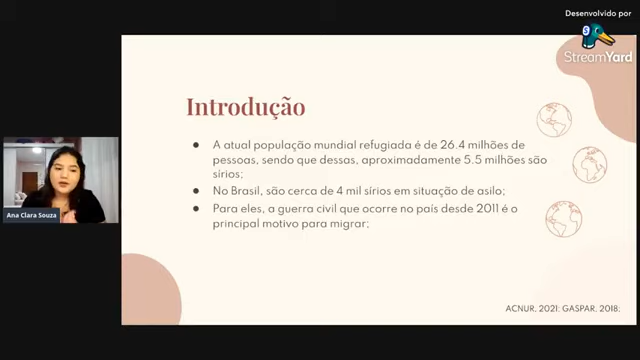 Desenvolvido por
StreamYard
Introdução
A atual população mundial refugiada é de 26.4 milhões de
pessoas, sendo que dessas, aproximadamente 5.5 milhões são
sírios;
No Brasil, são cerca de 4 mil sírios em situação de asilo;
Para eles, a guerra civil que ocorre no país desde 2011 é o
principal motivo para migrar;
Ana Clara Souza
ACNUR, 2021; GASPAR, 2018;